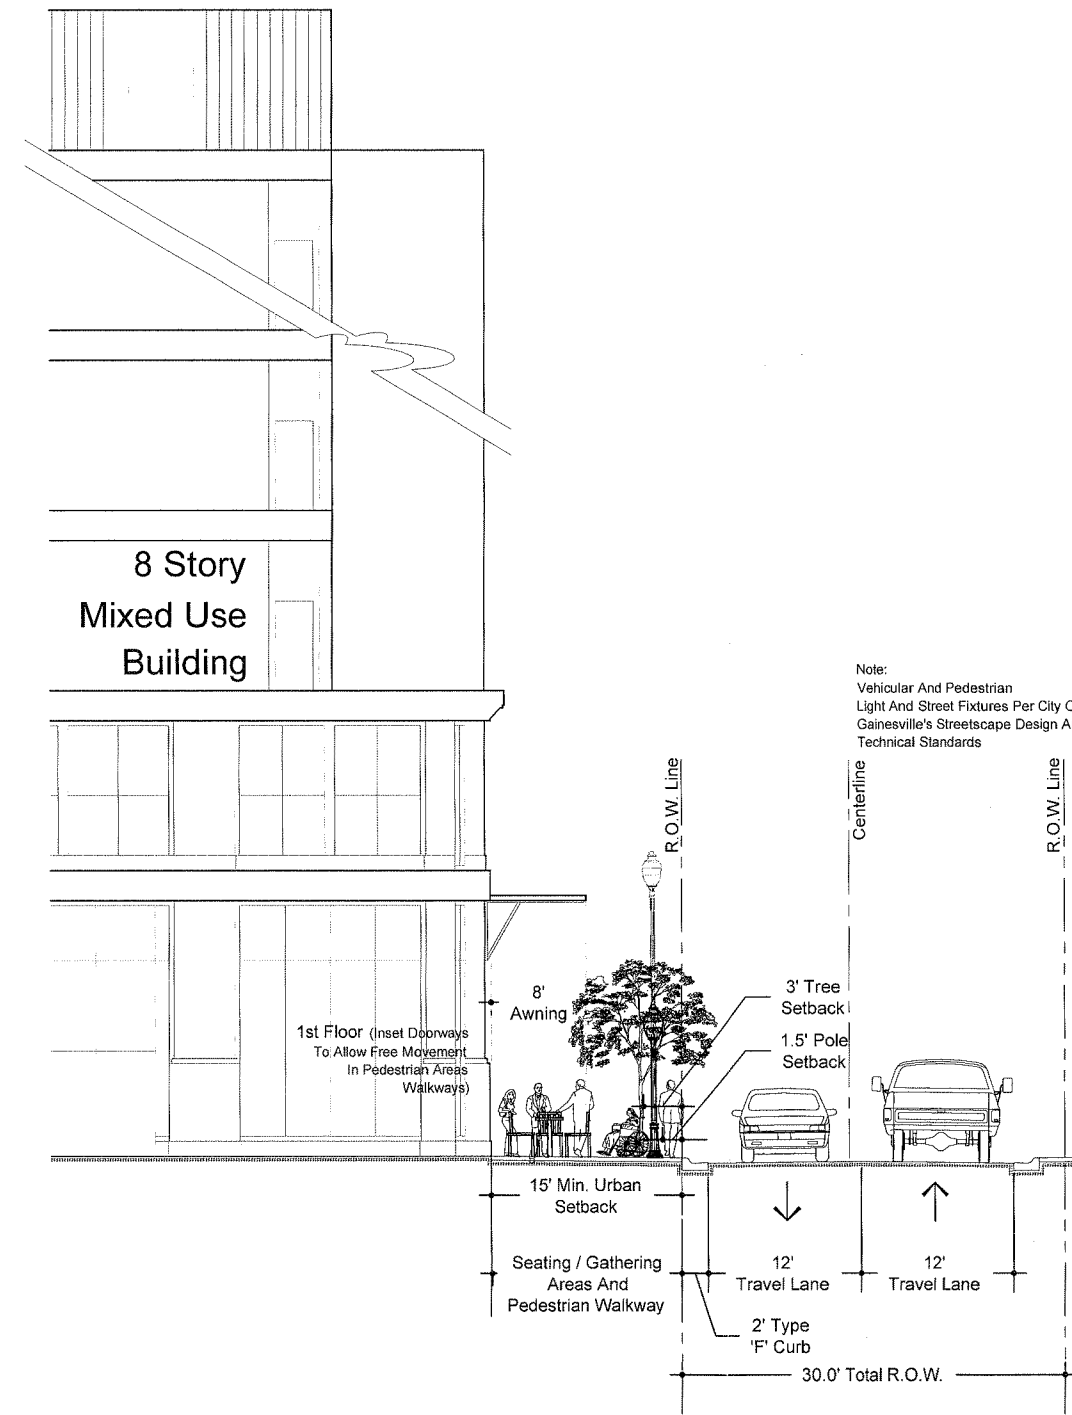 8 Story
Mixed Use
Building
Note:
Vehicular And Pedestrian
Light And Street Fixtures Per City O
Gainesville's Streetscape Design A
Technical Standards
R.O.W. Line
Centerline
R.O.W. Line
8'
Awning
3' Tree
Setback
1.5' Pole
Setback
1st Floor (Inset Doorways
To Allow Free Movement
In Pedestrian Areas
Walkways)
15' Min. Urban
Setback
Seating / Gathering
Areas And
Pedestrian Walkway
12'
Travel Lane
12'
Travel Lane
2' Type
'F' Curb
30.0' Total R.O.W.